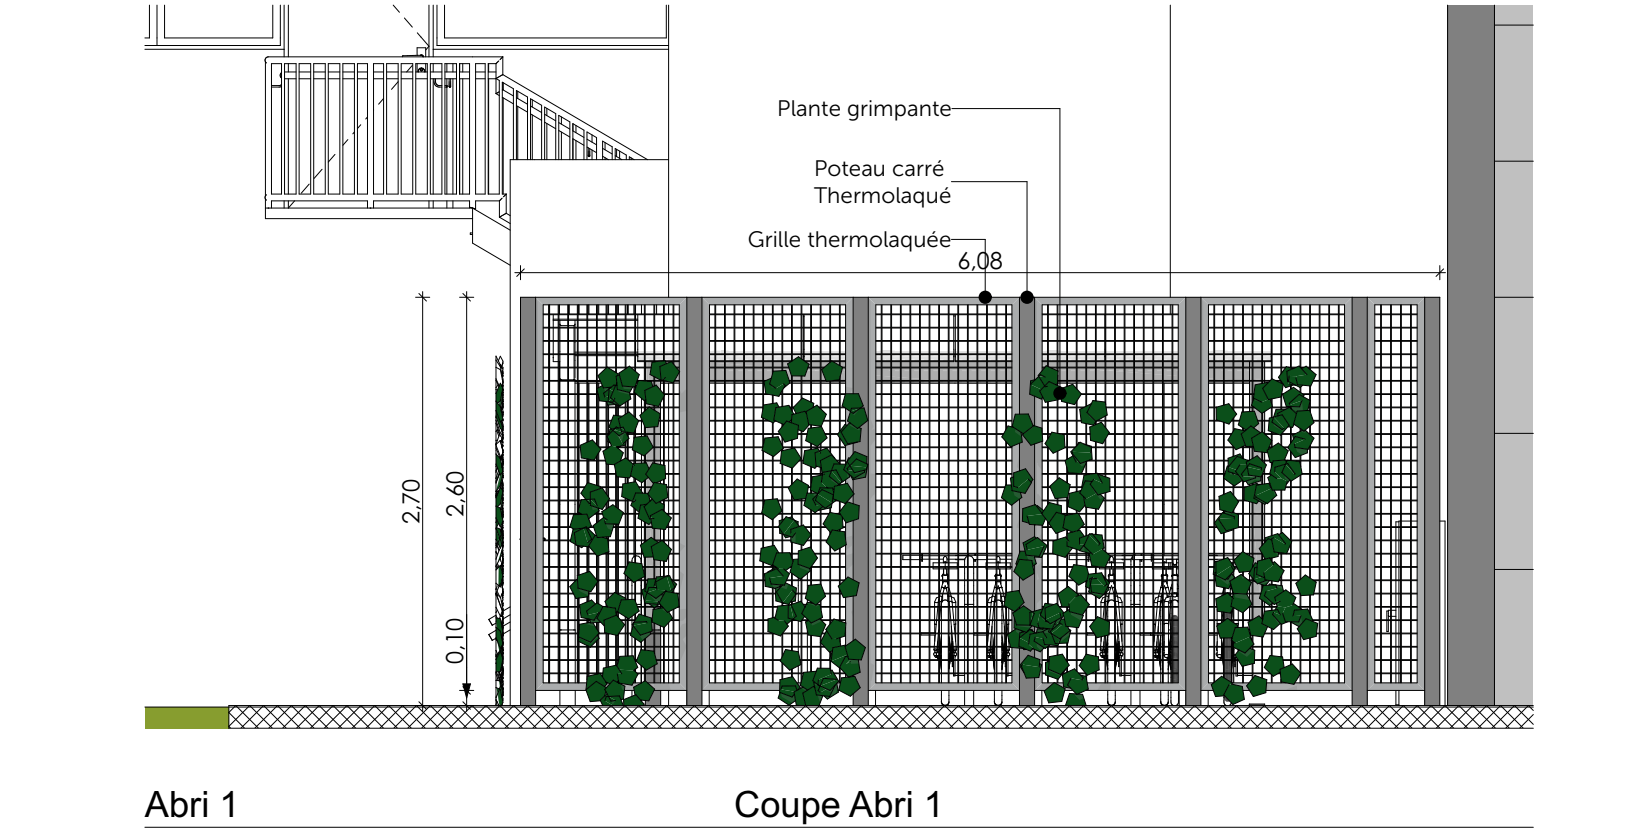 Plante grimpante
Poteau carré
Thermolaqué
Grille thermolaquée
6,08
2,70
2,60
0,10
Abri 1
Coupe Abri 1